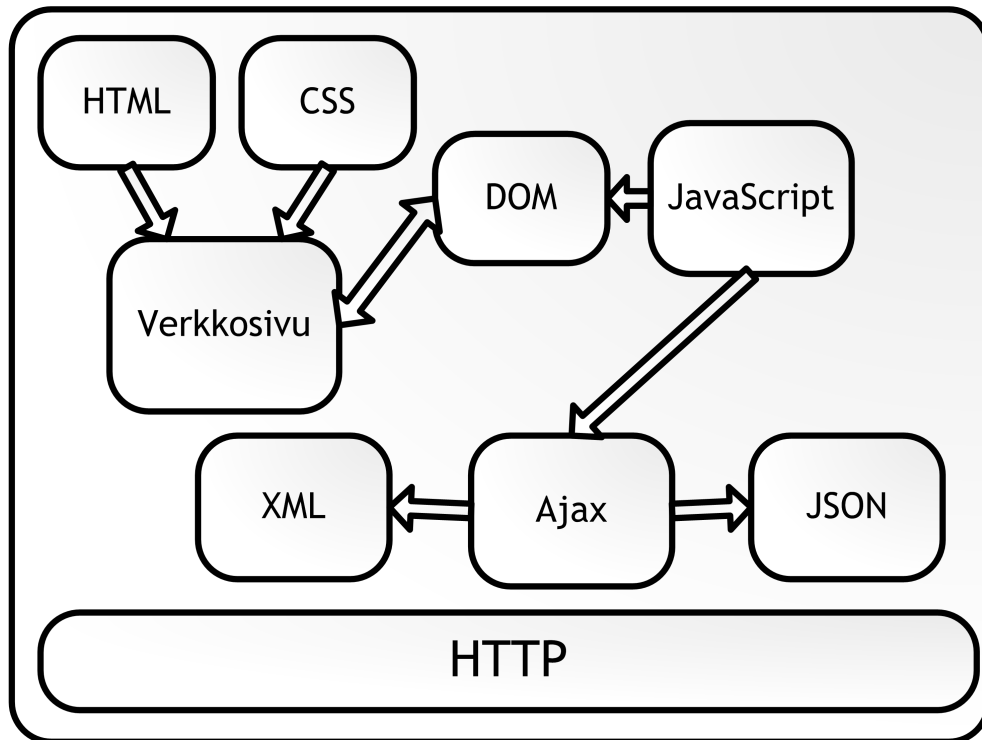 HTML
CSS
DOM
JavaScript
Verkkosivu
XML
Ajax
JSON
HTTP